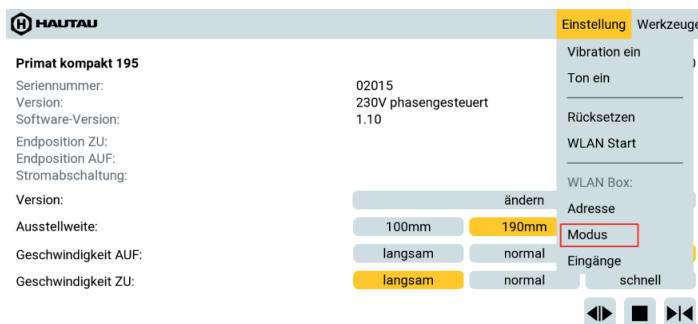 HAUTAU
Einstellung Werkzeuge
Primat kompakt 195
Seriennummer: 02015
Version: 230V phasengesteuert
Software-Version: 1.10
Endposition ZU:
Endposition AUF:
Stromabschaltung:
Version: ändern
Ausstellweite: 100mm 190mm
Geschwindigkeit AUF: langsam normal
Geschwindigkeit ZU: langsam normal schnell
Vibration ein
Ton ein
Rücksetzen
WLAN Start
WLAN Box:
Adresse
Modus
Eingänge